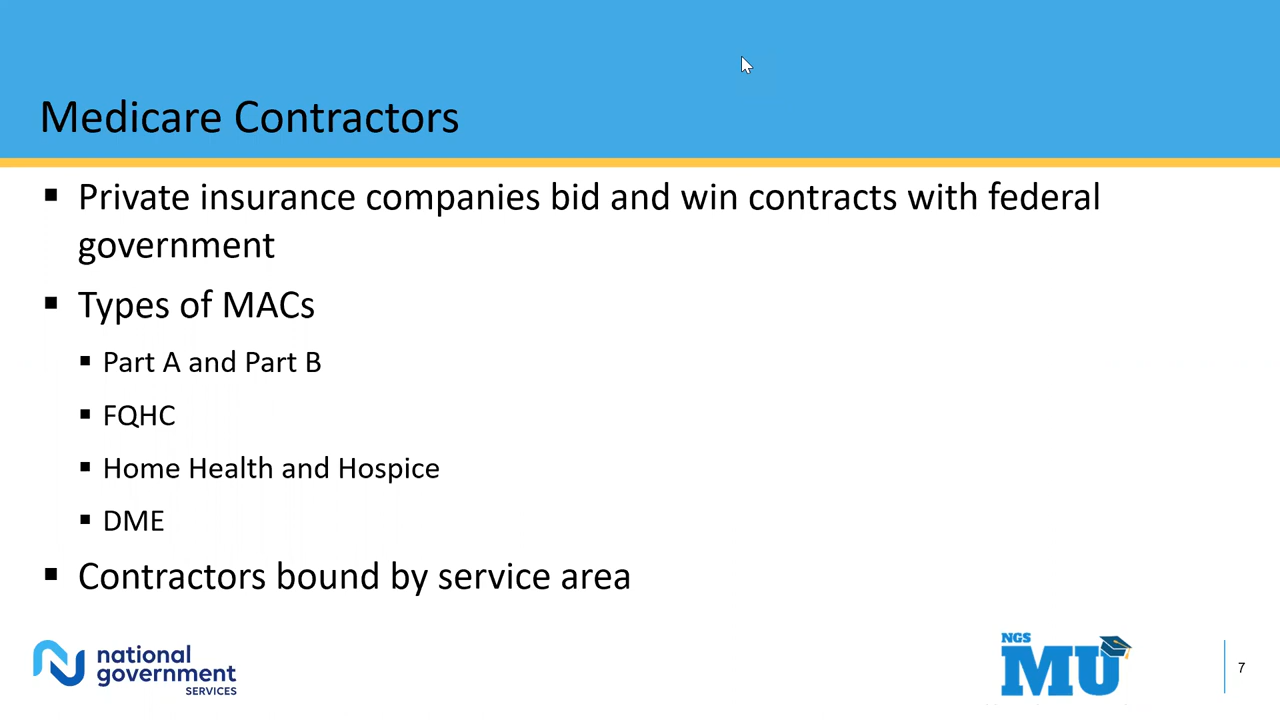 Medicare Contractors
▪ Private insurance companies bid and win contracts with federal
government
▪ Types of MACs
▪ Part A and Part B
▪ FQHC
▪ Home Health and Hospice
▪ DME
▪ Contractors bound by service area
national
government
SERVICES
NGS
MU
7